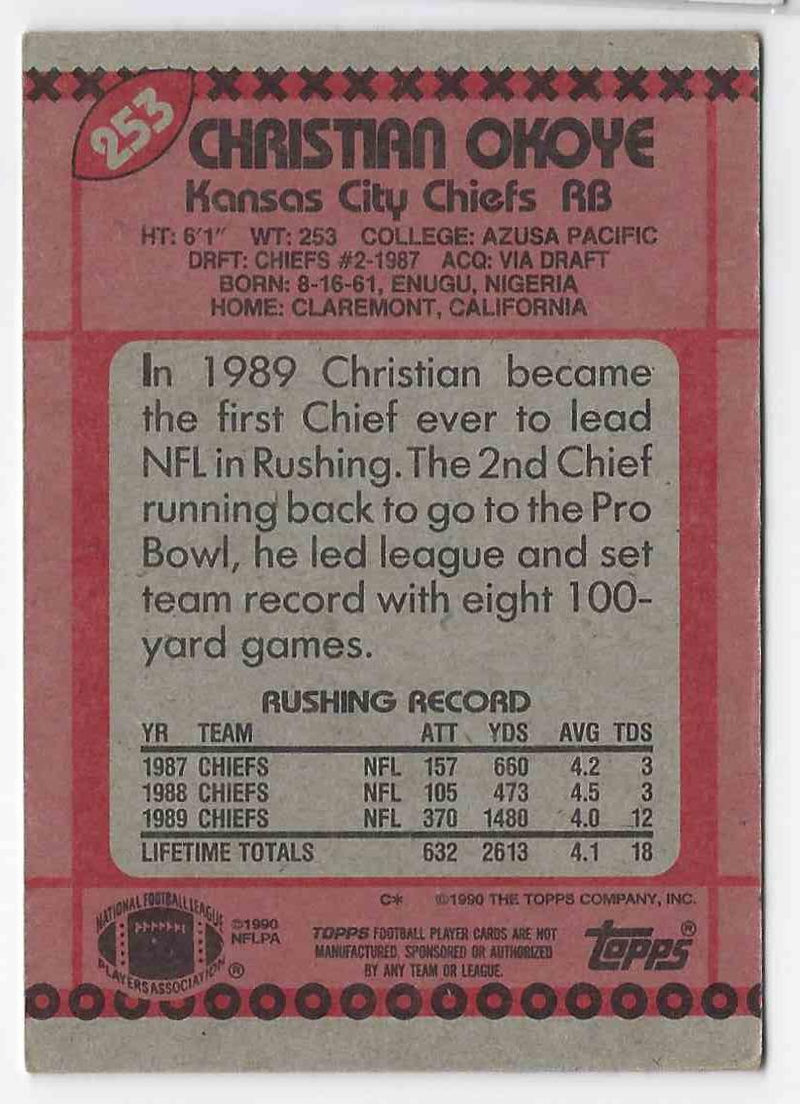 253
CHRISTIAN OKOYE
Kansas City Chiefs RB
HT: 6'1" WT: 253 COLLEGE: AZUSA PACIFIC
DRFT: CHIEFS #2-1987 ACQ: VIA DRAFT
BORN: 8-16-61, ENUGU, NIGERIA
HOME: CLAREMONT, CALIFORNIA
In 1989 Christian became
the first Chief ever to lead
NFL in Rushing. The 2nd Chief
running back to go to the Pro
Bowl, he led league and set
team record with eight 100-
yard games.
RUSHING RECORD
YR TEAM ATT YDS AVG TDS
1987 CHIEFS NFL 157 660 4.2 3
1988 CHIEFS NFL 105 473 4.5 3
1989 CHIEFS NFL 370 1480 4.0 12
LIFETIME TOTALS 632 2613 4.1 18
C* ©1990 THE TOPPS COMPANY, INC.
NATIONAL FOOTBALL LEAGUE
PLAYERS ASSOCIATION ®
©1990
NFLPA
TOPPS FOOTBALL PLAYER CARDS ARE NOT
MANUFACTURED, SPONSORED OR AUTHORIZED
BY ANY TEAM OR LEAGUE.
topps®